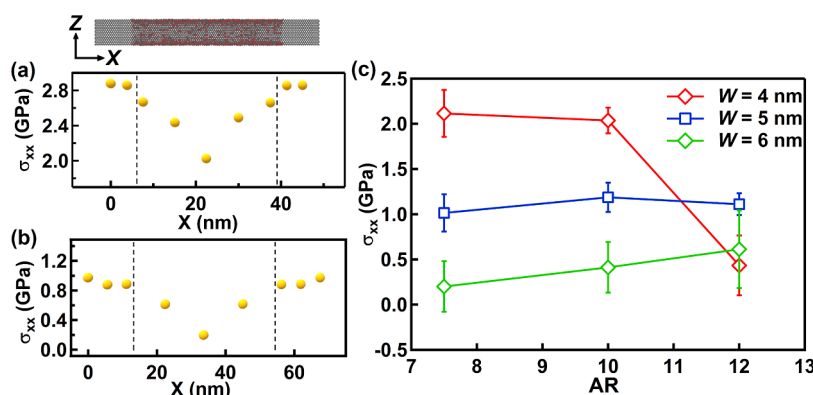 Z
X
(a)
σxx (GPa)
2.8
2.4
2.0
0 20 40
X (nm)
(b)
σxx (GPa)
1.2
0.8
0.4
0.0
0 20 40 60
X (nm)
(c)
σxx (GPa)
2.5
2.0
1.5
1.0
0.5
0.0
-0.5
7 8 9 10 11 12 13
AR
W = 4 nm
W = 5 nm
W = 6 nm